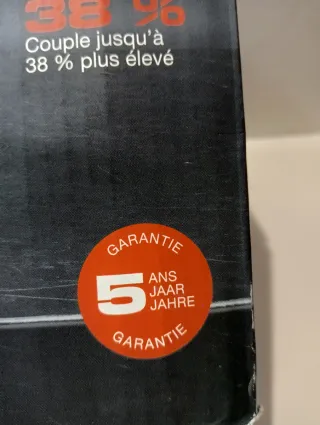 38 %
Couple jusqu'à
38 % plus élevé
GARANTIE
5 ANS
JAAR
JAHRE
GARANTIE